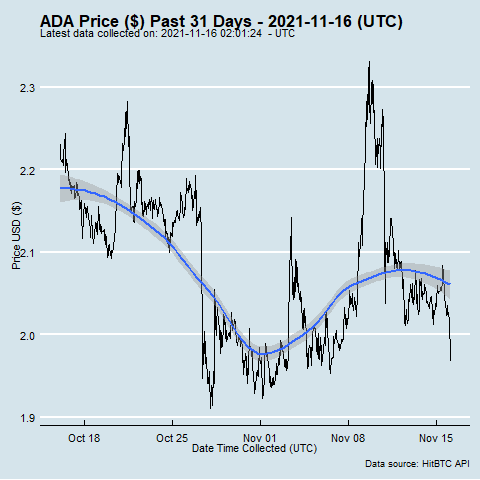 ADA Price ($) Past 31 Days - 2021-11-16 (UTC)
Latest data collected on: 2021-11-16 02:01:24 - UTC
2.3
2.2
2.1
2.0
1.9
Price USD ($)
Oct 18 Oct 25 Nov 01 Nov 08 Nov 15
Date Time Collected (UTC)
Data source: HitBTC API